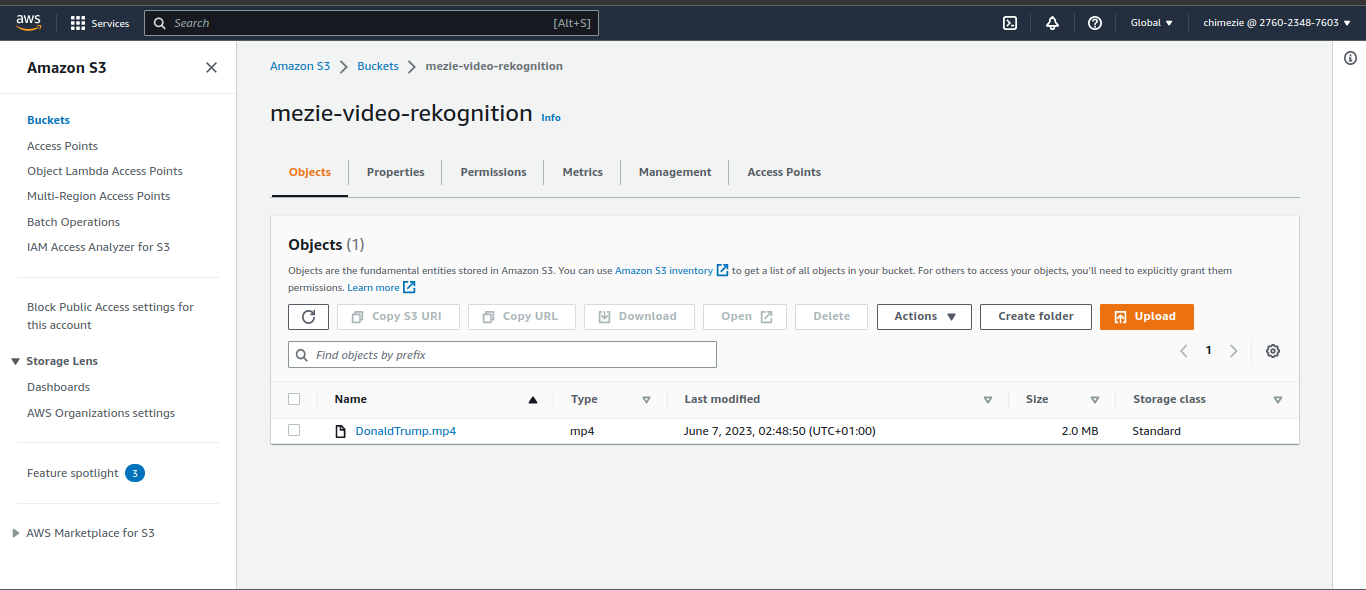 aws Services Search [Alt+S] Global chimezie @ 2760-2348-7603
Amazon S3
Buckets
Access Points
Object Lambda Access Points
Multi-Region Access Points
Batch Operations
IAM Access Analyzer for S3
Block Public Access settings for
this account
Storage Lens
Dashboards
AWS Organizations settings
Feature spotlight 3
AWS Marketplace for S3
Amazon S3 Buckets mezie-video-rekognition
mezie-video-rekognition Info
Objects Properties Permissions Metrics Management Access Points
Objects (1)
Objects are the fundamental entities stored in Amazon S3. You can use Amazon S3 inventory to get a list of all objects in your bucket. For others to access your objects, you'll need to explicitly grant them
permissions. Learn more
Copy S3 URI Copy URL Download Open Delete Actions Create folder Upload
Find objects by prefix 1
Name Type Last modified Size Storage class
DonaldTrump.mp4 mp4 June 7, 2023, 02:48:50 (UTC+01:00) 2.0 MB Standard